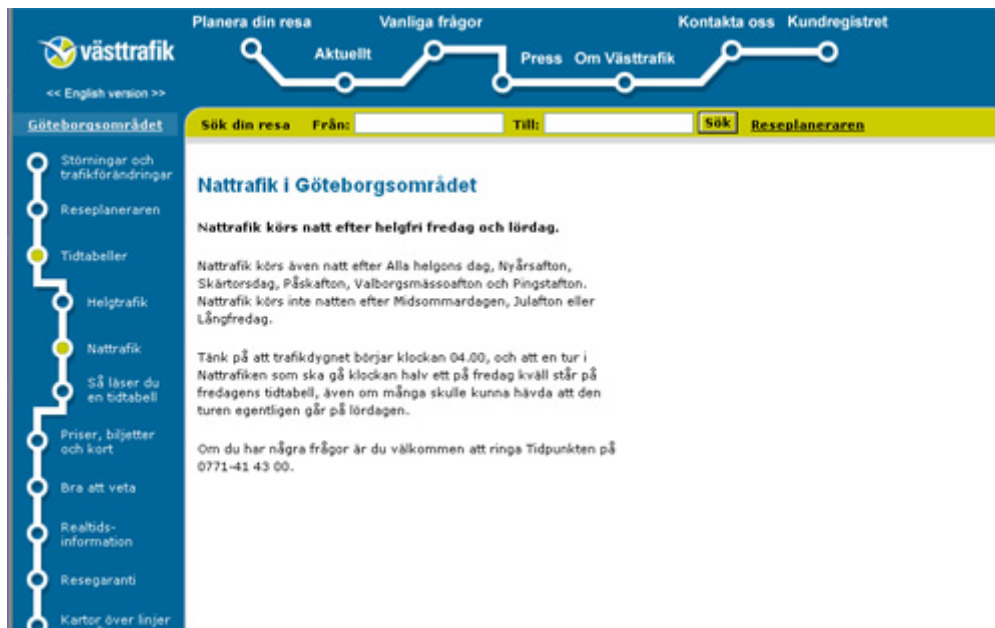 Planera din resa
Vanliga frågor
Kontakta oss
Kundregistret
västtrafik
Aktuellt
Press
Om Västtrafik
<< English version >>
Göteborgsområdet
Sök din resa
Från:
Till:
Sök
Reseplaneraren
Störningar och
trafikförändringar
Reseplaneraren
Tidtabeller
Helgtrafik
Nattrafik
Så läser du
en tidtabell
Priser, biljetter
och kort
Bra att veta
Realtids-
information
Resegaranti
Kartor över linjer
Nattrafik i Göteborgsområdet
Nattrafik körs natt efter helgfri fredag och lördag.
Nattrafik körs även natt efter Alla helgons dag, Nyårsafton,
Skärtorsdag, Påskafton, Valborgsmässoafton och Pingstafton.
Nattrafik körs inte natten efter Midsommardagen, Julafton eller
Långfredag.
Tänk på att trafikdygnet börjar klockan 04.00, och att en tur i
Nattrafiken som ska gå klockan halv ett på fredag kväll står på
fredagens tidtabell, även om många skulle kunna hävda att den
turen egentligen går på lördagen.
Om du har några frågor är du välkommen att ringa Tidpunkten på
0771-41 43 00.